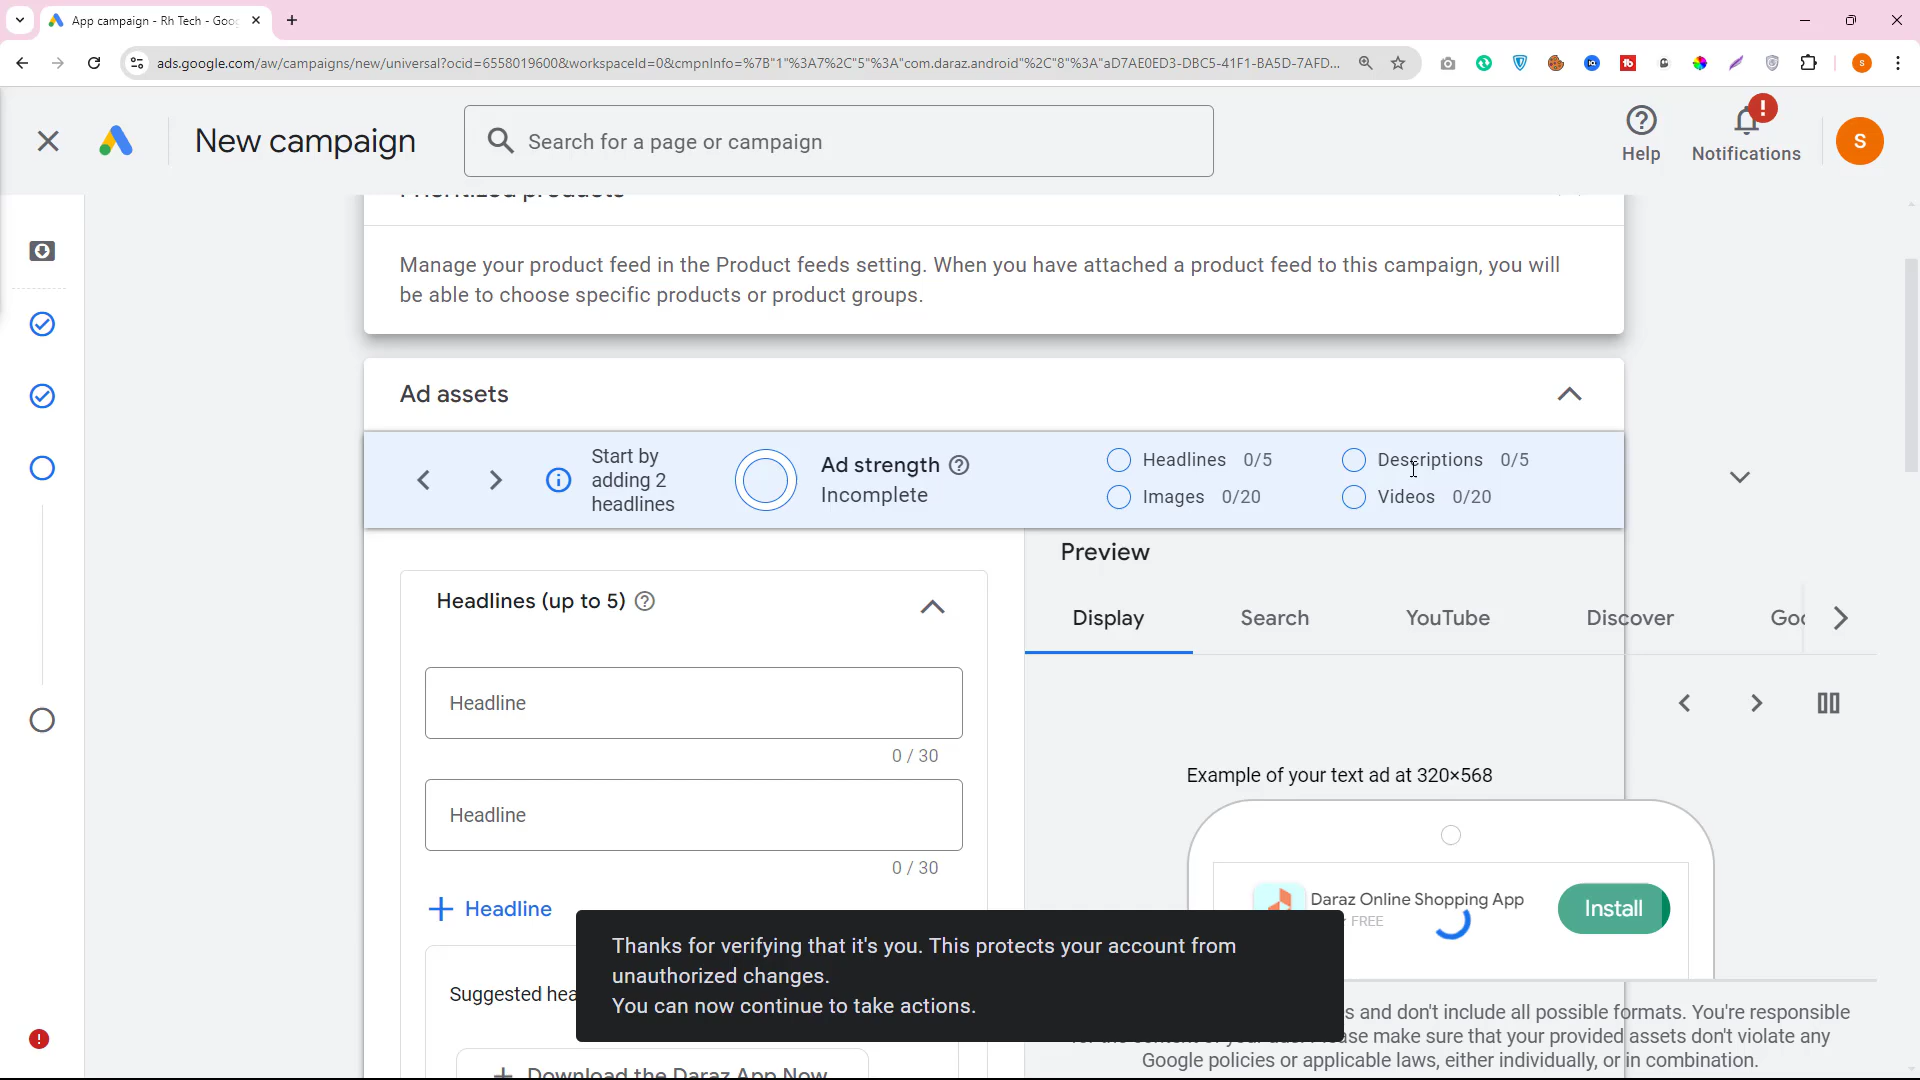 App campaign - Rh Tech - Goo
ads.google.com/aw/campaigns/new/universal?ocid=6558019600&workspaceId=0&cmpnInfo=%7B"1"%3A7%2C"5"%3A"com.daraz.android"%2C"8"%3A"aD7AE0ED3-DBC5-41F1-BA5D-7AFD...
New campaign
Search for a page or campaign
Help
Notifications
S
Prioritized products
Manage your product feed in the Product feeds setting. When you have attached a product feed to this campaign, you will
be able to choose specific products or product groups.
Ad assets
Start by
adding 2
headlines
Ad strength
Incomplete
Headlines 0/5
Descriptions 0/5
Images 0/20
Videos 0/20
Preview
Headlines (up to 5)
Display
Search
YouTube
Discover
Goo
Headline
0 / 30
Headline
0 / 30
+ Headline
Example of your text ad at 320×568
Daraz Online Shopping App
FREE
Install
Suggested hea
Thanks for verifying that it's you. This protects your account from
unauthorized changes.
You can now continue to take actions.
+ Download the Daraz App Now
s and don't include all possible formats. You're responsible
ase make sure that your provided assets don't violate any
Google policies or applicable laws, either individually, or in combination.